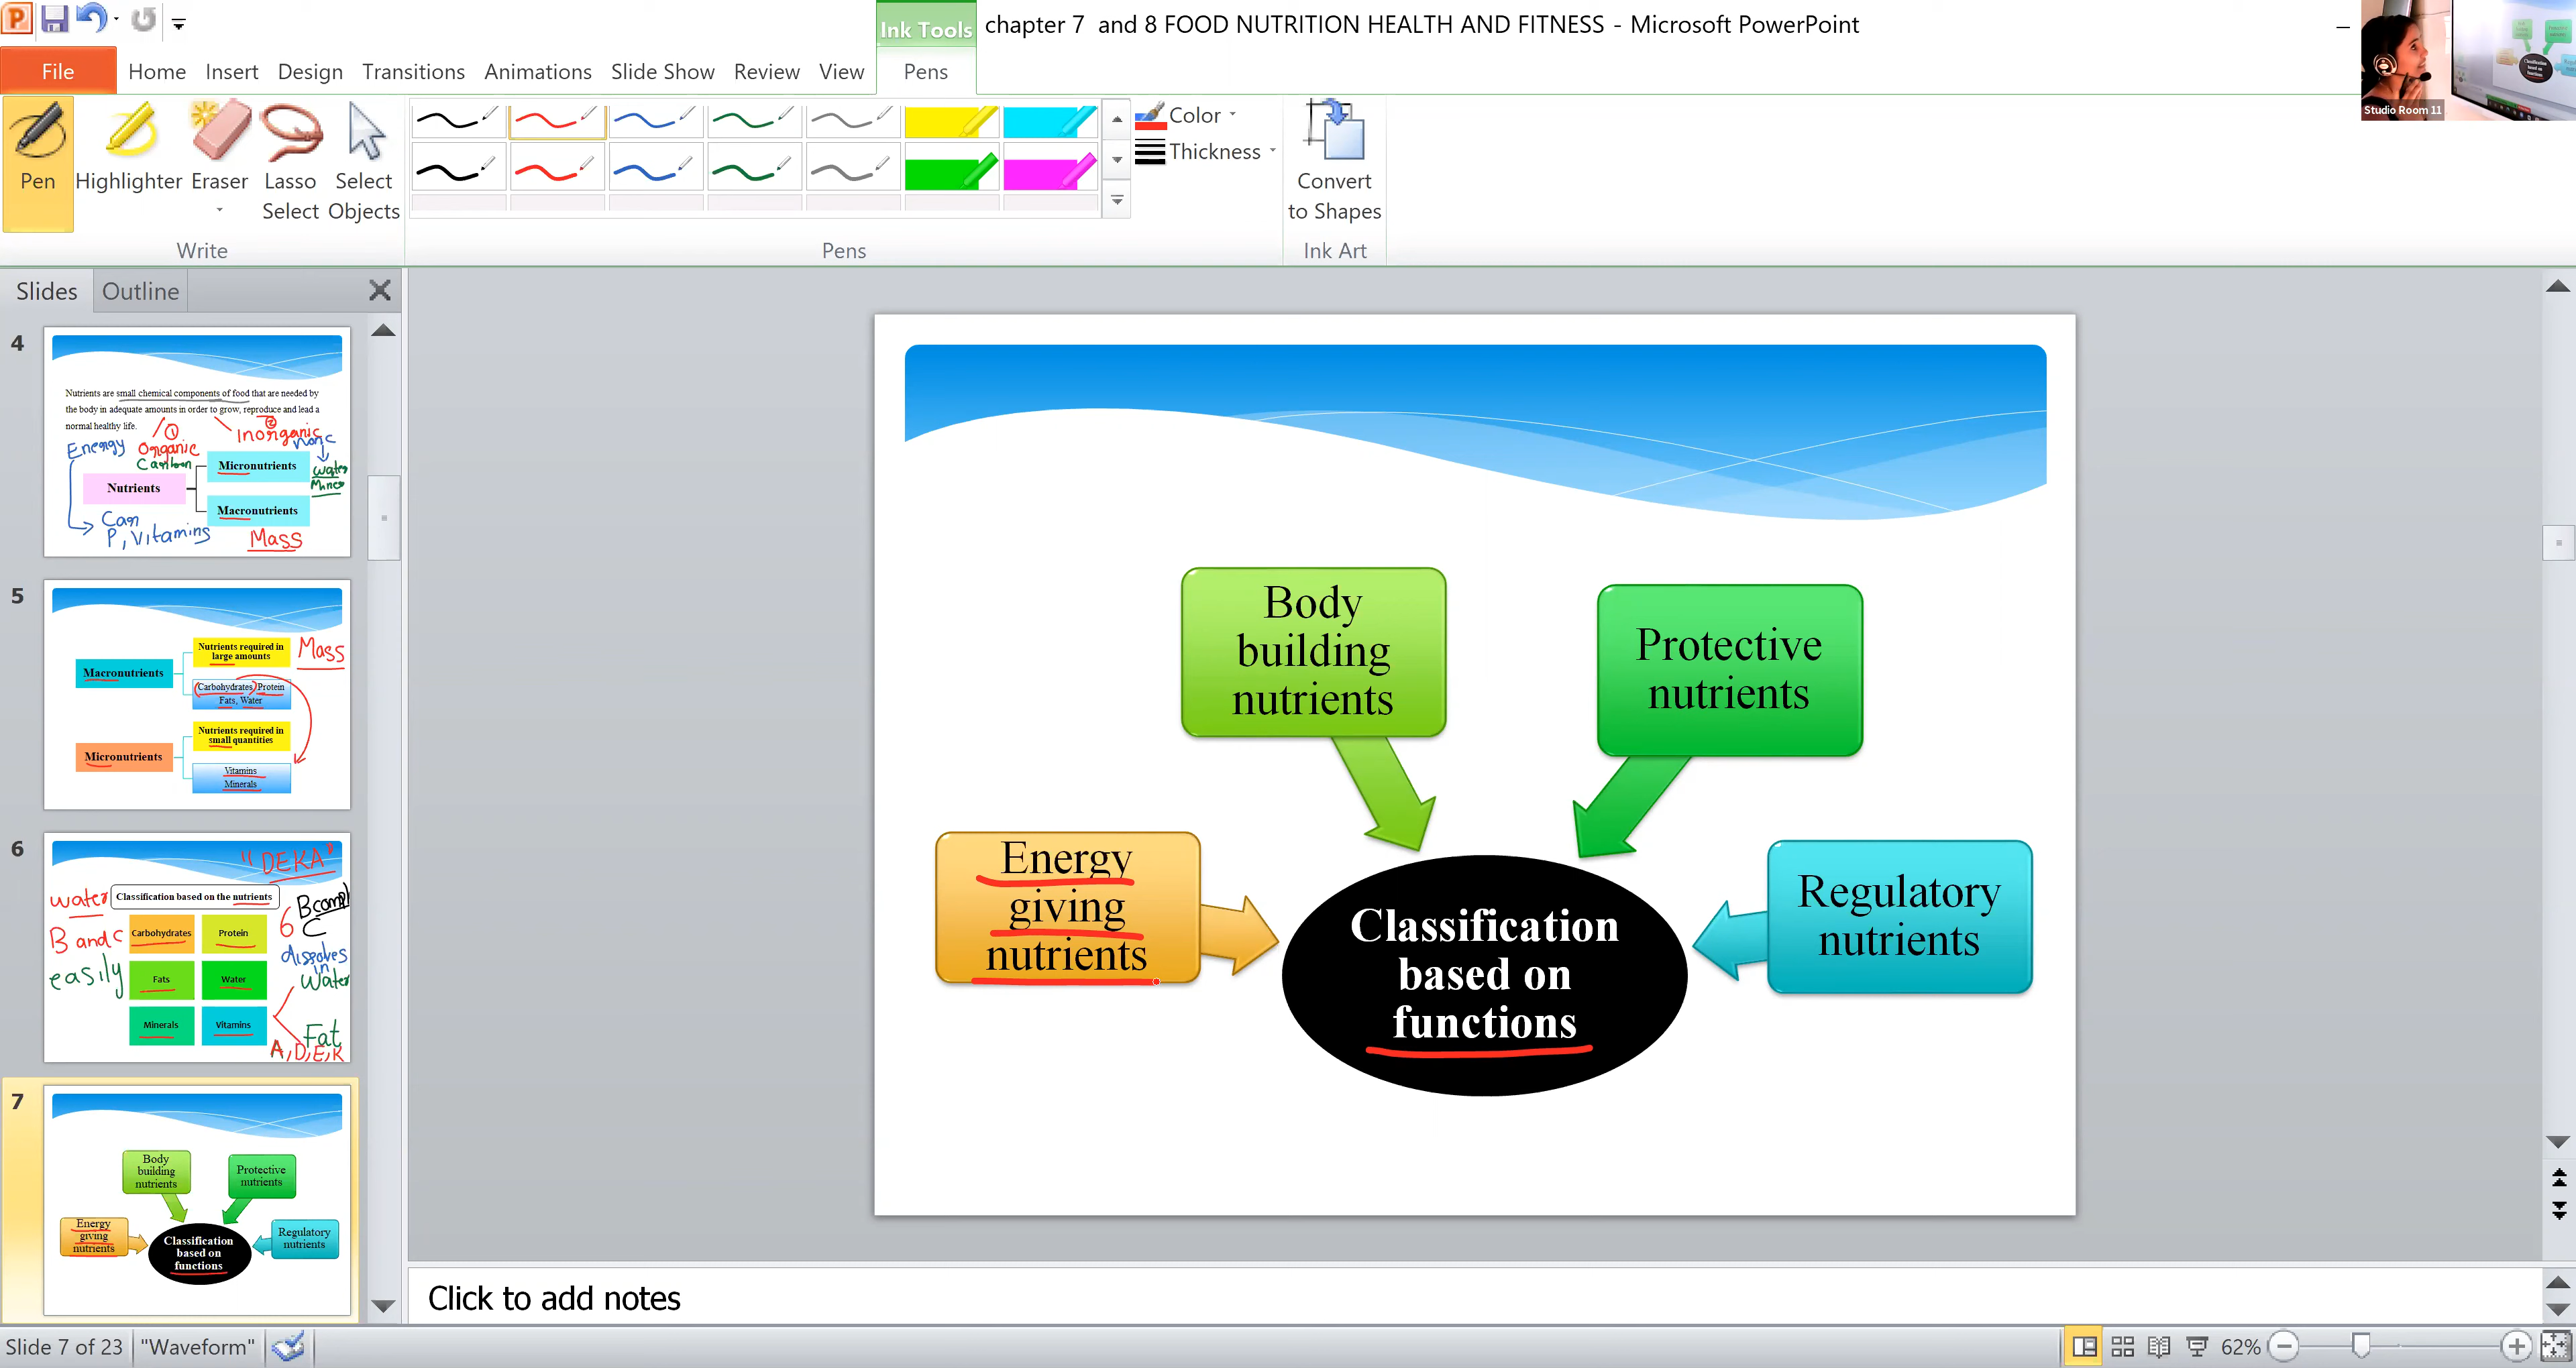 chapter 7 and 8 FOOD NUTRITION HEALTH AND FITNESS - Microsoft PowerPoint
Ink Tools
File Home Insert Design Transitions Animations Slide Show Review View Pens
Studio Room 11
Pen Highlighter Eraser Lasso Select Select Objects
Color
Thickness
Convert to Shapes
Write
Pens
Ink Art
Slides Outline
4
Nutrients are small chemical components of food that are needed by
the body in adequate amounts in order to grow, reproduce and lead a
normal healthy life.
① ②
Energy Organic Inorganic
Carbon
Micronutrients
Water
Nutrients
Macronutrients
P, Vitamins
Mass
5
Nutrients required in
large amounts
Mass
Macronutrients
Carbohydrates, Protein
Fats, Water
Nutrients required in
small quantities
Micronutrients
Vitamins
Minerals
6
"DEKA"
water
Classification based on the nutrients
6
C
B and C
Carbohydrates Protein
dissolves
in
water
easily
Fats Water
Minerals Vitamins
Fat
A, D, E, K
7
Body
building
nutrients
Protective
nutrients
Energy
giving
nutrients
Regulatory
nutrients
Classification
based on
functions
Body
building
nutrients
Protective
nutrients
Energy
giving
nutrients
Regulatory
nutrients
Classification
based on
functions
Click to add notes
Slide 7 of 23 "Waveform" 62%